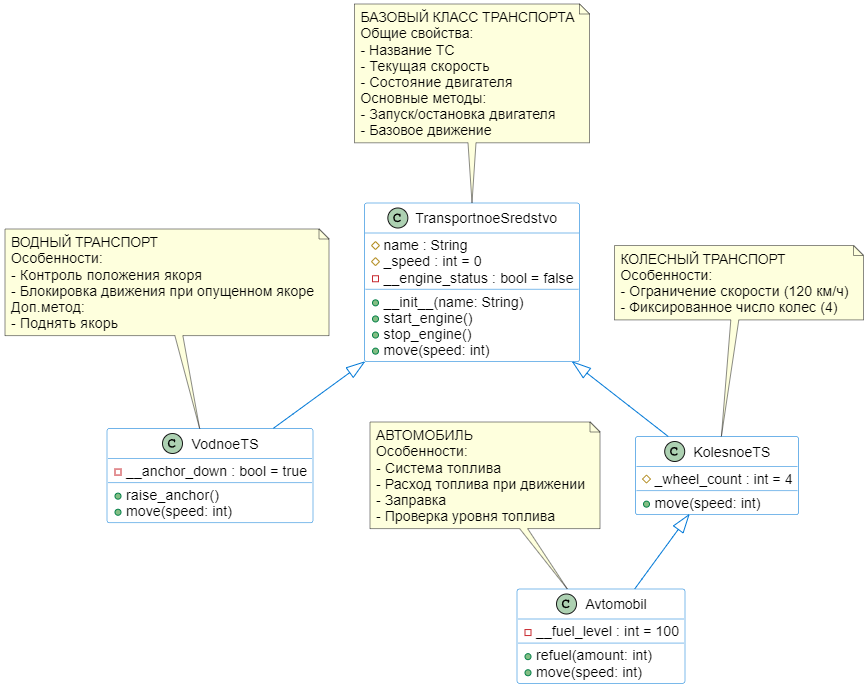 БАЗОВЫЙ КЛАСС ТРАНСПОРТА
Общие свойства:
- Название ТС
- Текущая скорость
- Состояние двигателя
Основные методы:
- Запуск/остановка двигателя
- Базовое движение
C TransportnoeSredstvo
name : String
_speed : int = 0
__engine_status : bool = false
__init__(name: String)
start_engine()
stop_engine()
move(speed: int)
ВОДНЫЙ ТРАНСПОРТ
Особенности:
- Контроль положения якоря
- Блокировка движения при опущенном якоре
Доп.метод:
- Поднять якорь
КОЛЕСНЫЙ ТРАНСПОРТ
Особенности:
- Ограничение скорости (120 км/ч)
- Фиксированное число колес (4)
C VodnoeTS
__anchor_down : bool = true
raise_anchor()
move(speed: int)
АВТОМОБИЛЬ
Особенности:
- Система топлива
- Расход топлива при движении
- Заправка
- Проверка уровня топлива
C KolesnoeTS
_wheel_count : int = 4
move(speed: int)
C Avtomobil
__fuel_level : int = 100
refuel(amount: int)
move(speed: int)